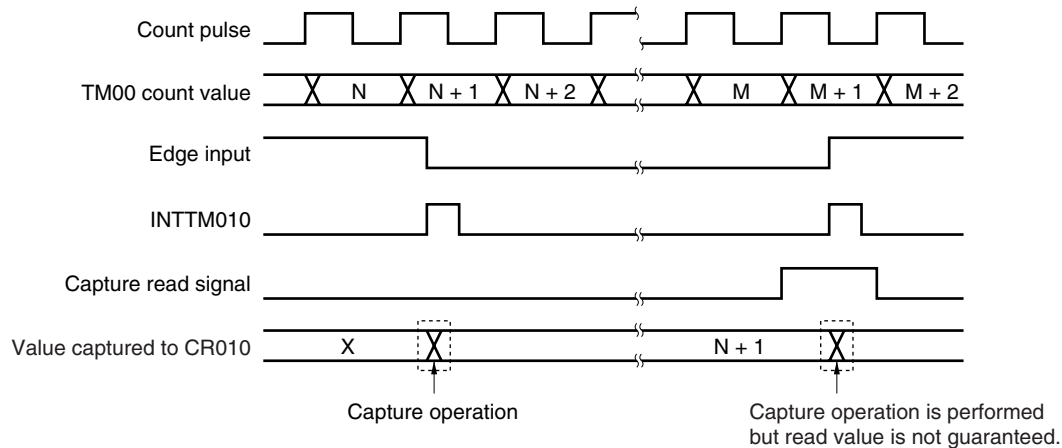 Count pulse
TM00 count value
N
N + 1
N + 2
M
M + 1
M + 2
Edge input
INTTM010
Capture read signal
Value captured to CR010
X
N + 1
Capture operation
Capture operation is performed
but read value is not guaranteed.